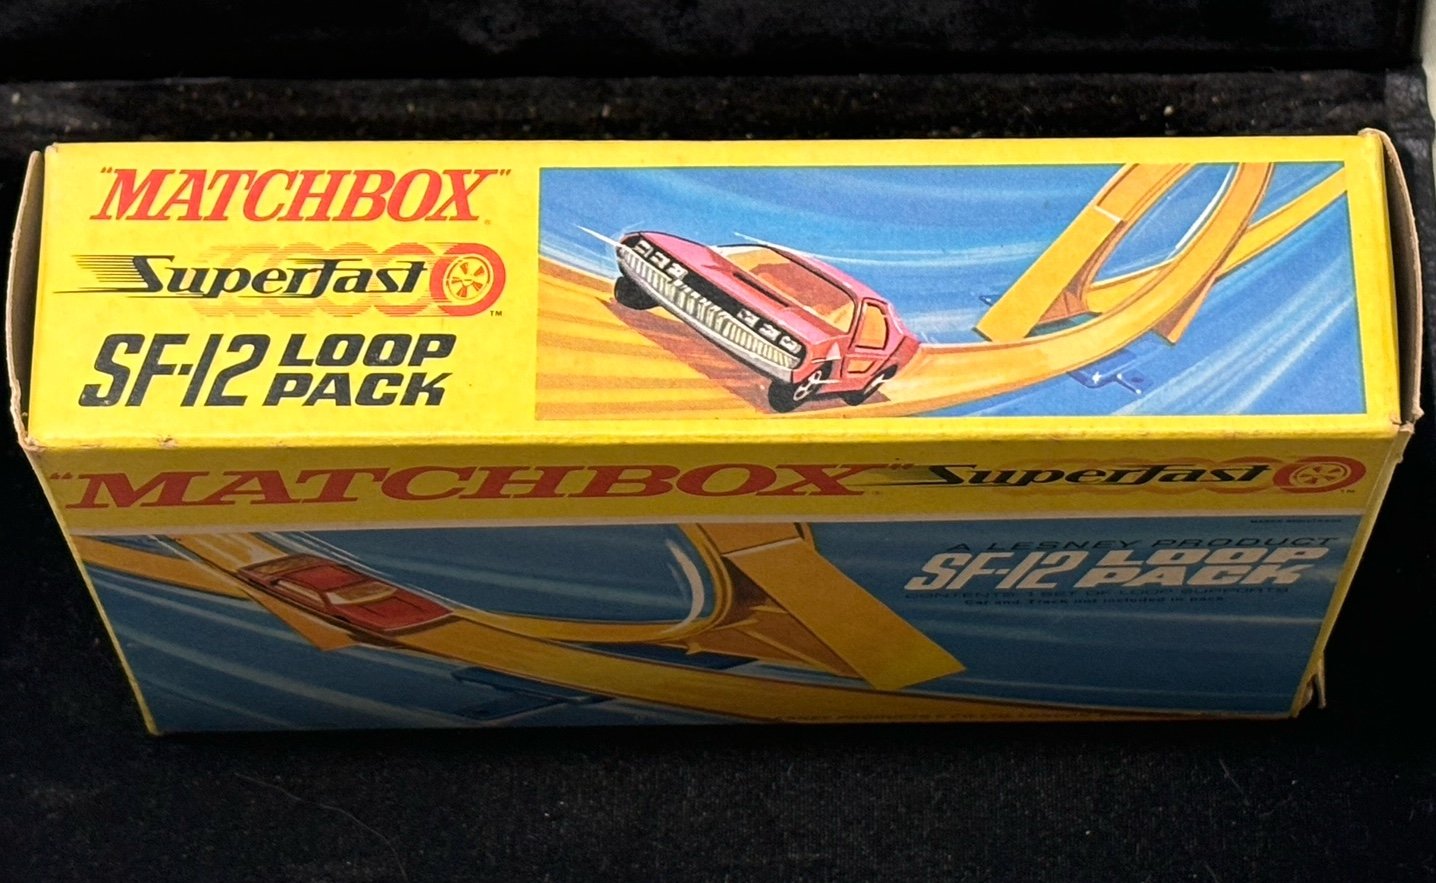 "MATCHBOX"
Superfast TM
SF-12 LOOP PACK
"MATCHBOX" Superfast TM
A LESNEY PRODUCT
SF-12 LOOP PACK
CONTENTS: 1 SET OF LOOP SUPPORTS
Car and Track not included in pack